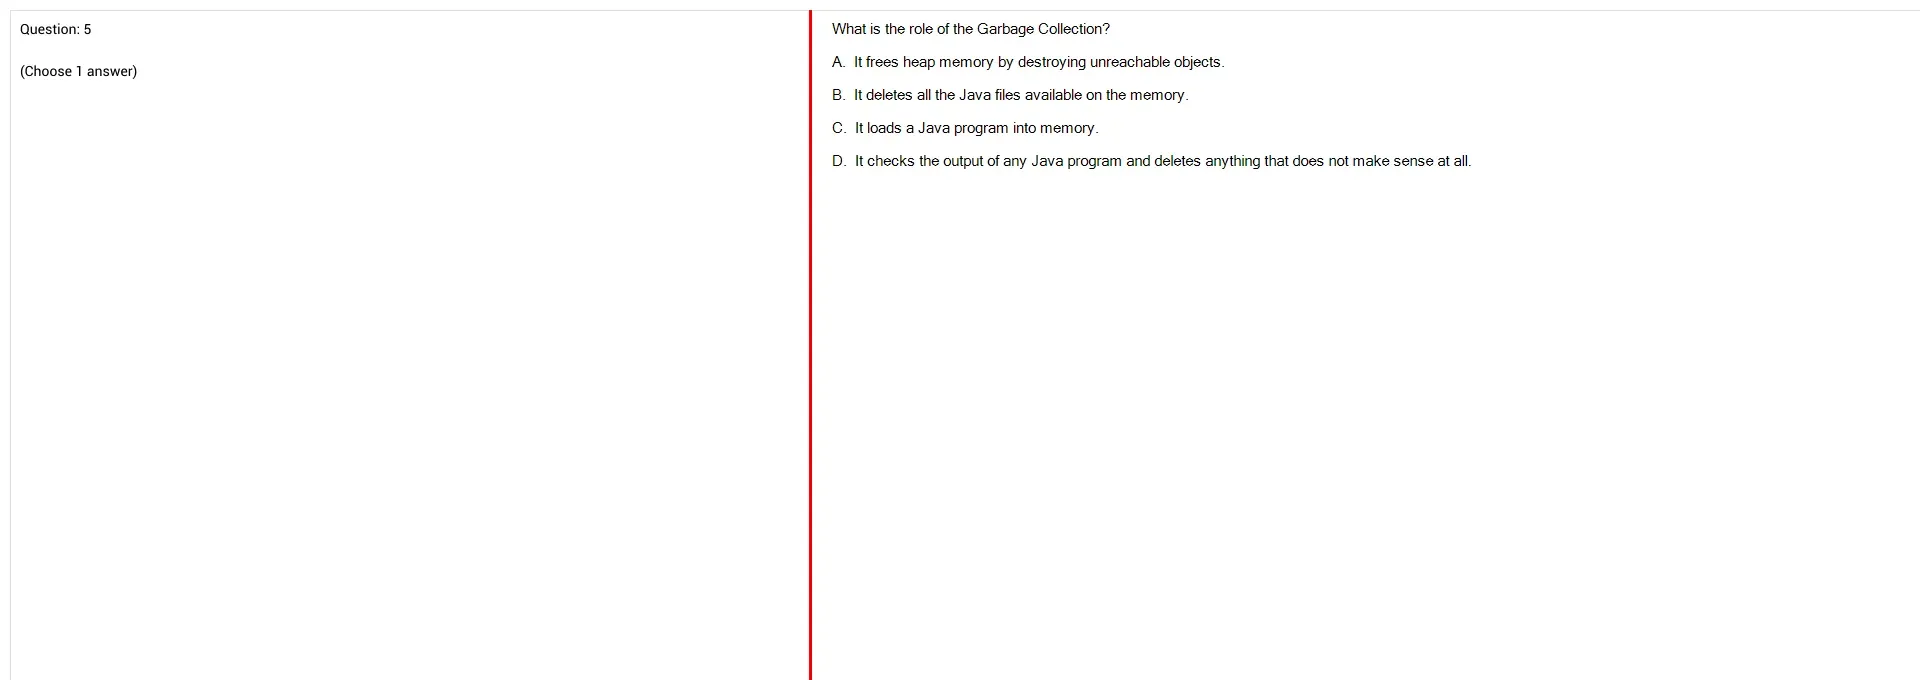 Question: 5
(Choose 1 answer)
What is the role of the Garbage Collection?
A. It frees heap memory by destroying unreachable objects.
B. It deletes all the Java files available on the memory.
C. It loads a Java program into memory.
D. It checks the output of any Java program and deletes anything that does not make sense at all.